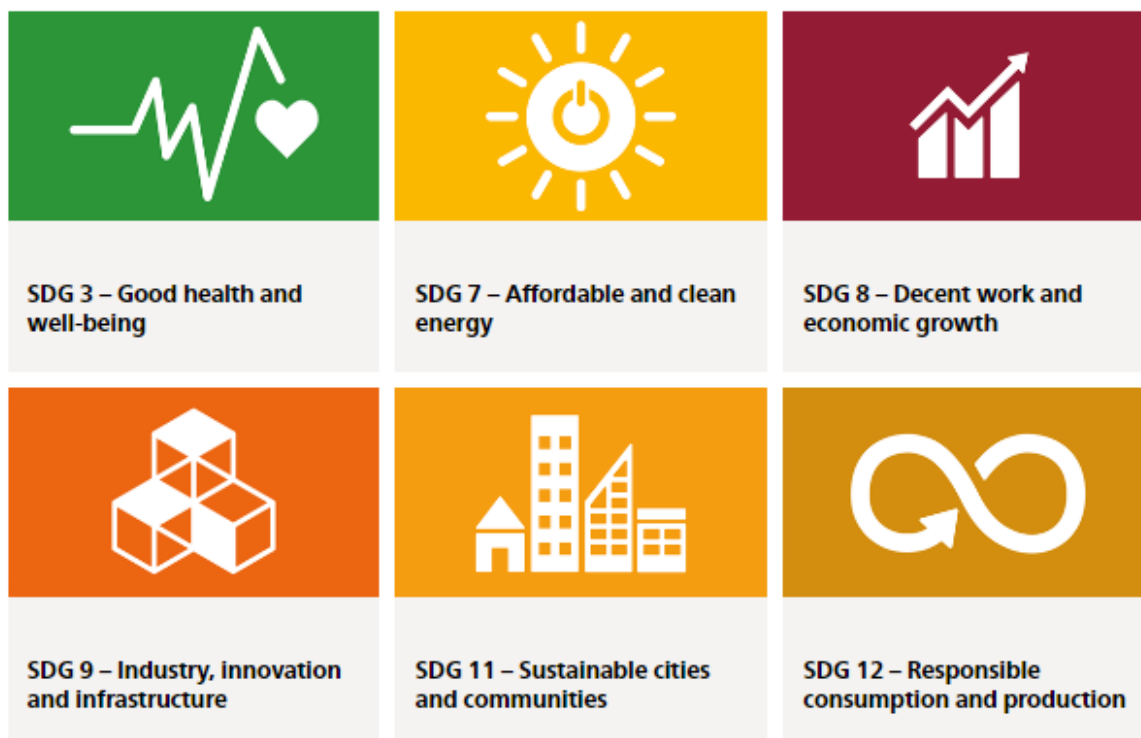 SDG 3 – Good health and
well-being
SDG 7 – Affordable and clean
energy
SDG 8 – Decent work and
economic growth
SDG 9 – Industry, innovation
and infrastructure
SDG 11 – Sustainable cities
and communities
SDG 12 – Responsible
consumption and production